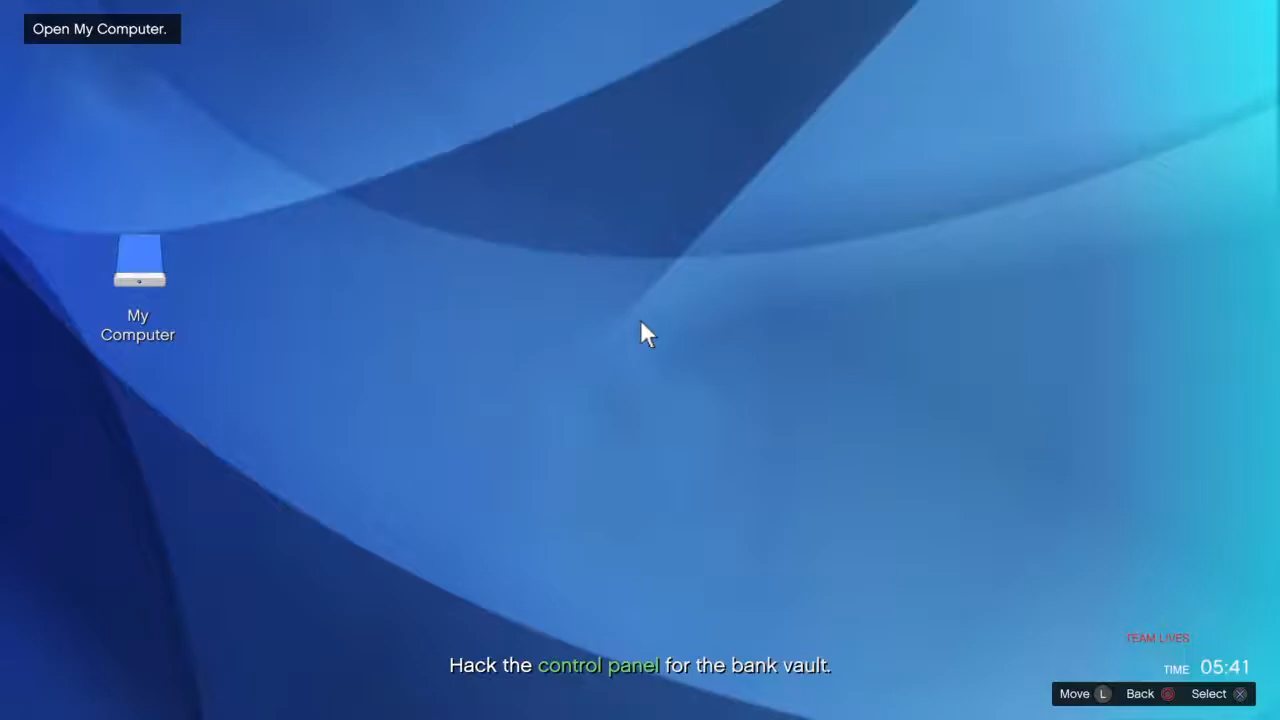 Open My Computer.
My
Computer
Hack the control panel for the bank vault.
TEAM LIVES
TIME 05:41
Move L Back Select